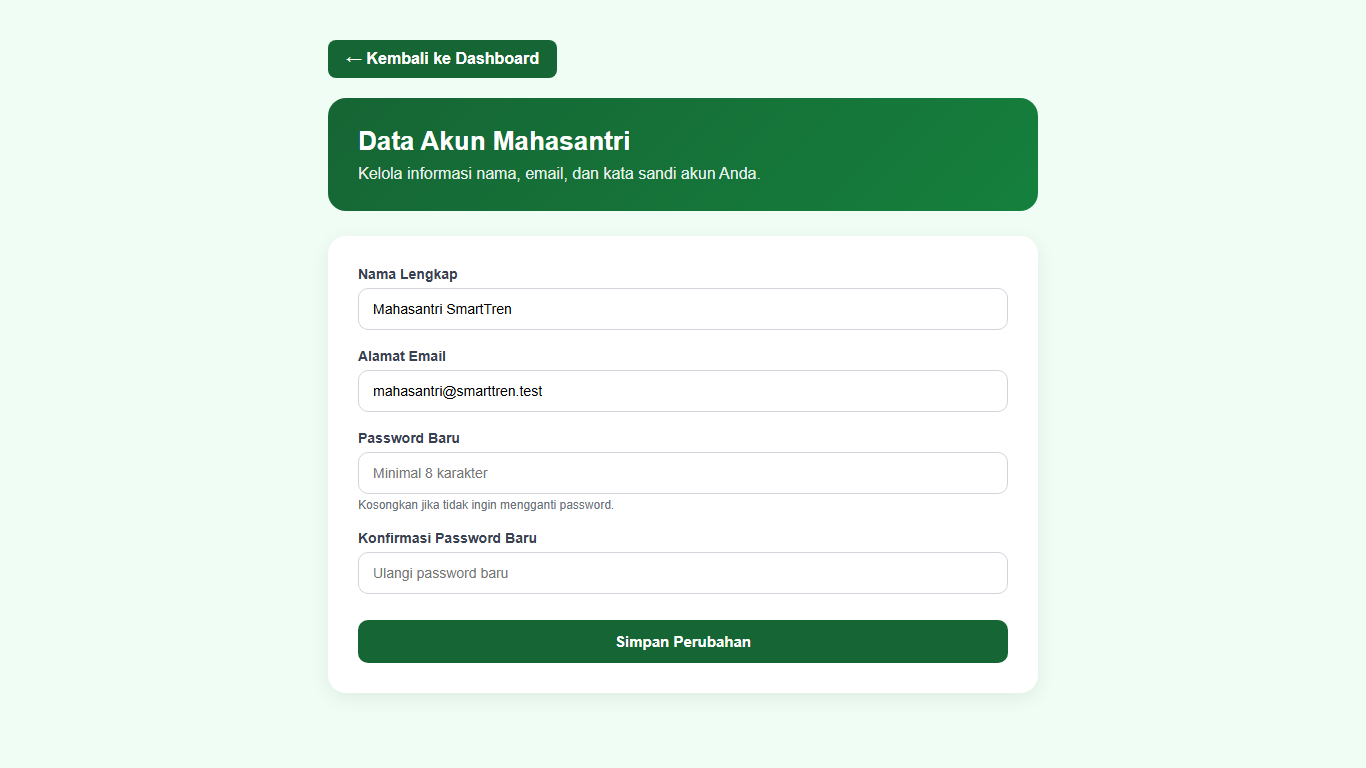 ← Kembali ke Dashboard
Data Akun Mahasantri
Kelola informasi nama, email, dan kata sandi akun Anda.
Nama Lengkap
Mahasantri SmartTren
Alamat Email
mahasantri@smarttren.test
Password Baru
Minimal 8 karakter
Kosongkan jika tidak ingin mengganti password.
Konfirmasi Password Baru
Ulangi password baru
Simpan Perubahan